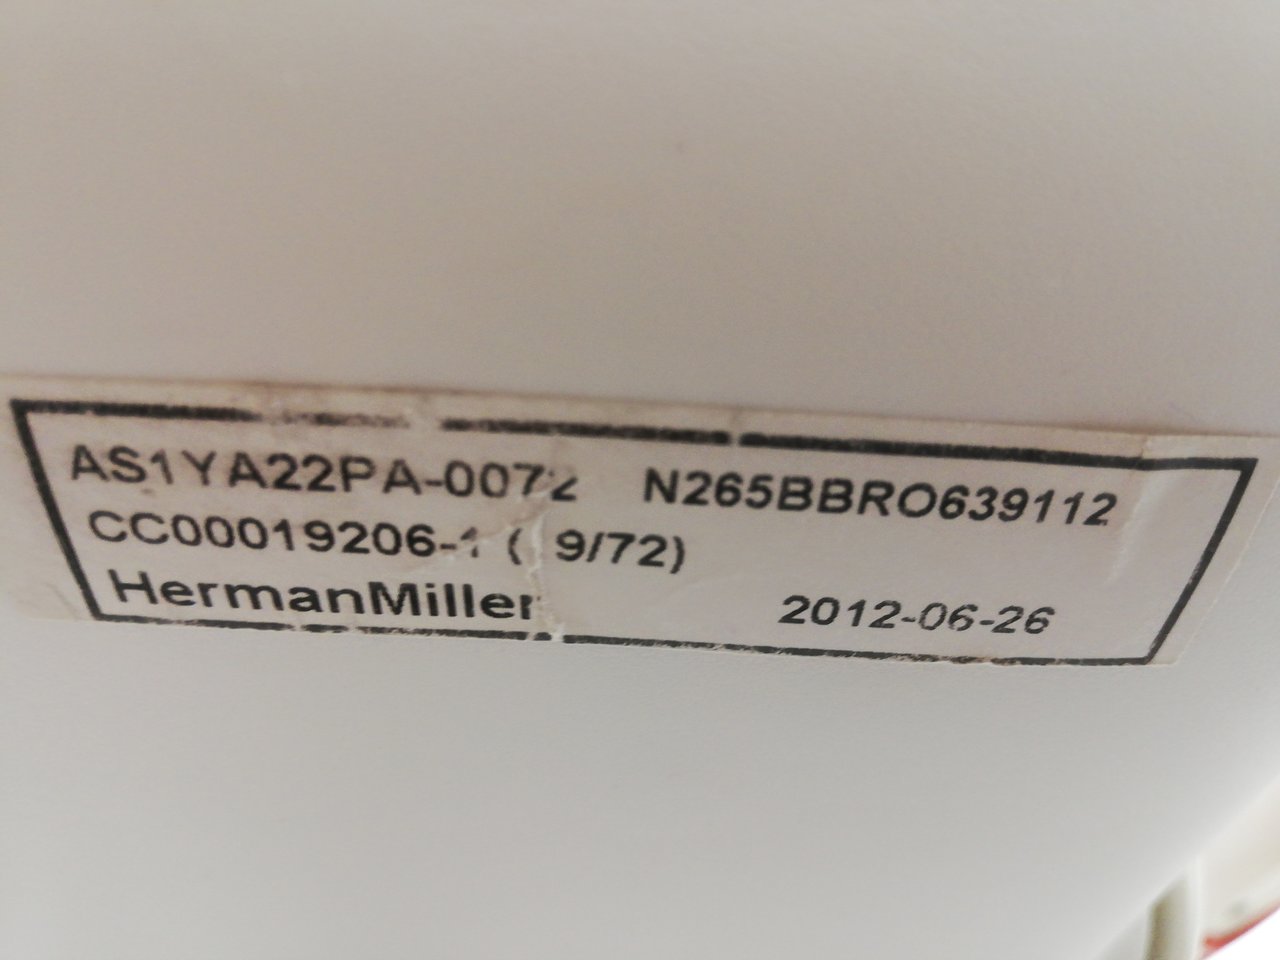 AS1YA22PA-0072 N265BBRO639112
CC00019206-1 ( 9/72)
HermanMiller 2012-06-26